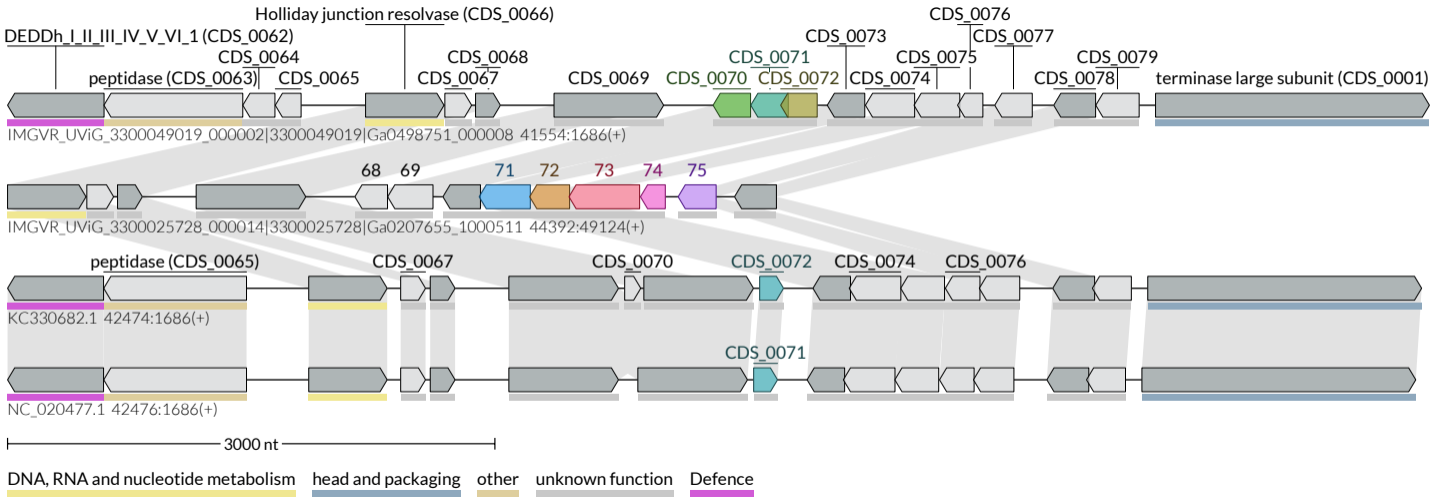 Holliday junction resolvase (CDS_0066)
CDS_0076
DEDDh_I_II_III_IV_V_VI_1 (CDS_0062)
CDS_0073
CDS_0077
CDS_0064
CDS_0068
CDS_0071
CDS_0075
CDS_0079
peptidase (CDS_0063)
CDS_0065
CDS_0067
CDS_0069
CDS_0070
CDS_0072
CDS_0074
CDS_0078
terminase large subunit (CDS_0001)
IMGVR_UViG_3300049019_000002|3300049019|Ga0498751_000008 41554:1686(+)
68 69 71 72 73 74 75
IMGVR_UViG_3300025728_000014|3300025728|Ga0207655_1000511 44392:49124(+)
peptidase (CDS_0065)
CDS_0067
CDS_0070
CDS_0072
CDS_0074
CDS_0076
KC330682.1 42474:1686(+)
CDS_0071
NC_020477.1 42476:1686(+)
3000 nt
DNA, RNA and nucleotide metabolism
head and packaging
other
unknown function
Defence